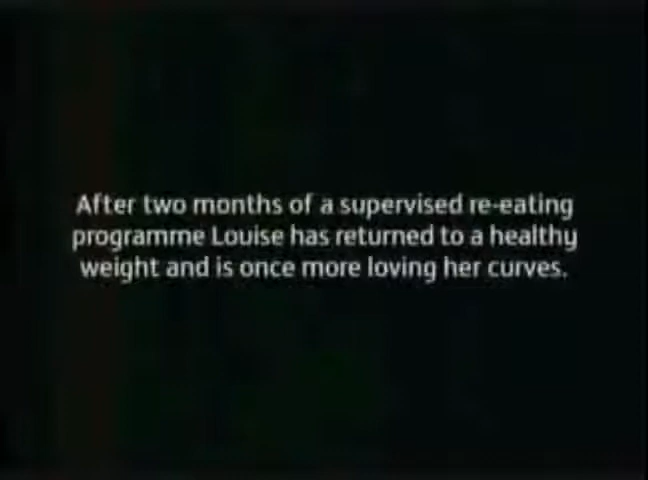 After two months of a supervised re-eating
programme Louise has returned to a healthy
weight and is once more loving her curves.